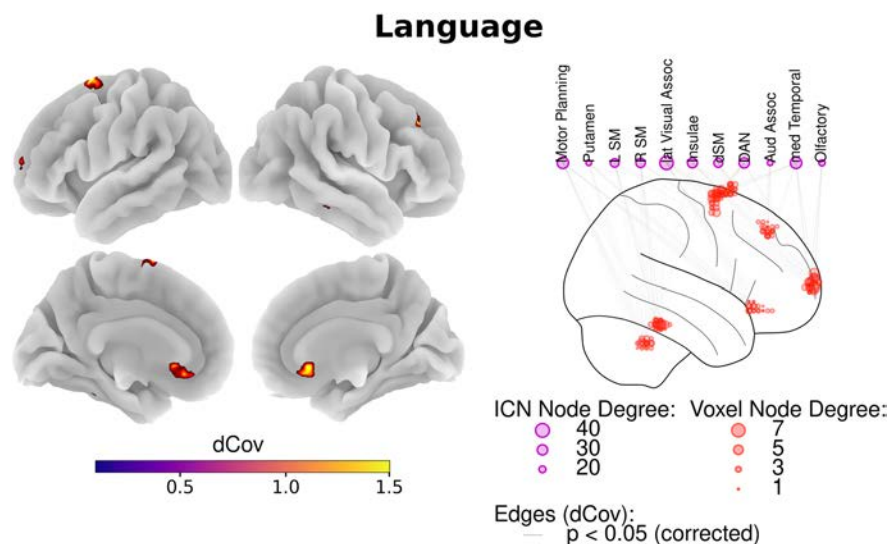 Language
Motor Planning
Putamen
L SM
R SM
lat Visual Assoc
Insulae
dSM
DAN
Aud Assoc
med Temporal
Olfactory
dCov
0.5
1.0
1.5
ICN Node Degree:
40
30
20
Voxel Node Degree:
7
5
3
1
Edges (dCov):
p < 0.05 (corrected)